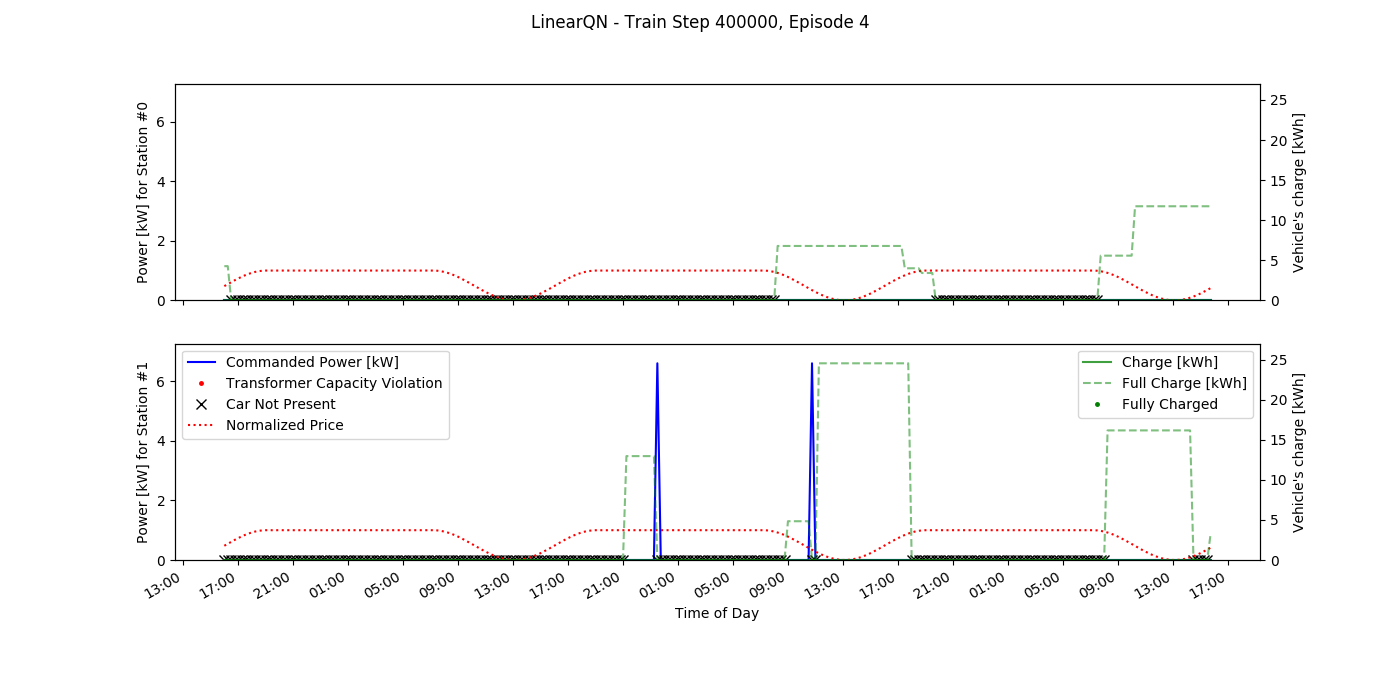 LinearQN - Train Step 400000, Episode 4
Power [kW] for Station #0
6
4
2
0
25
20
15
10
5
0
Vehicle's charge [kWh]
Power [kW] for Station #1
6
4
2
0
Commanded Power [kW]
Transformer Capacity Violation
Car Not Present
Normalized Price
Charge [kWh]
Full Charge [kWh]
Fully Charged
25
20
15
10
5
0
Vehicle's charge [kWh]
13:00 17:00 21:00 01:00 05:00 09:00 13:00 17:00 21:00 01:00 05:00 09:00 13:00 17:00 21:00 01:00 05:00 09:00 13:00 17:00
Time of Day